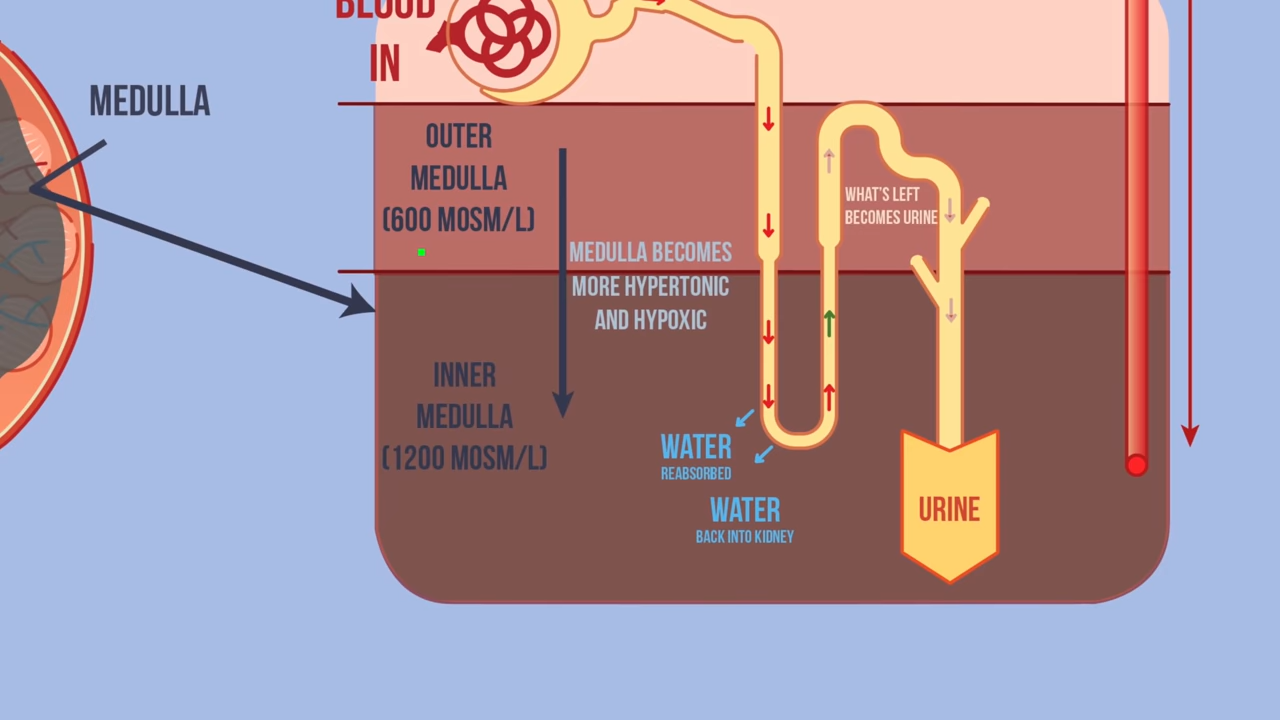 BLOOD
IN
MEDULLA
OUTER
MEDULLA
(600 MOSM/L)
MEDULLA BECOMES
MORE HYPERTONIC
AND HYPOXIC
WHAT'S LEFT
BECOMES URINE
INNER
MEDULLA
(1200 MOSM/L)
WATER
REABSORBED
WATER
BACK INTO KIDNEY
URINE